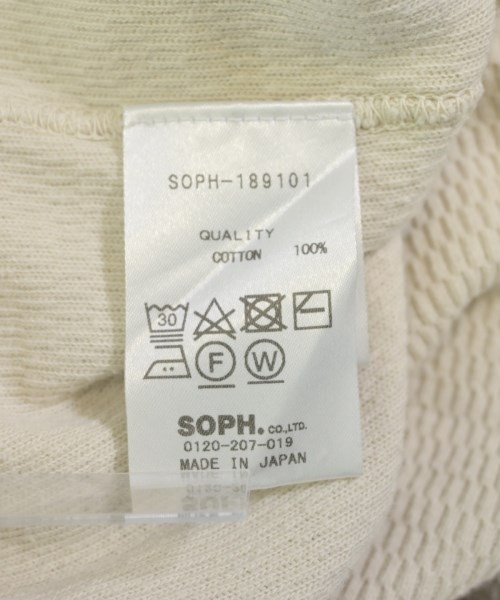 SOPH-189101
QUALITY
COTTON 100%
30
F W
SOPH. CO.,LTD.
0120-207-019
MADE IN JAPAN